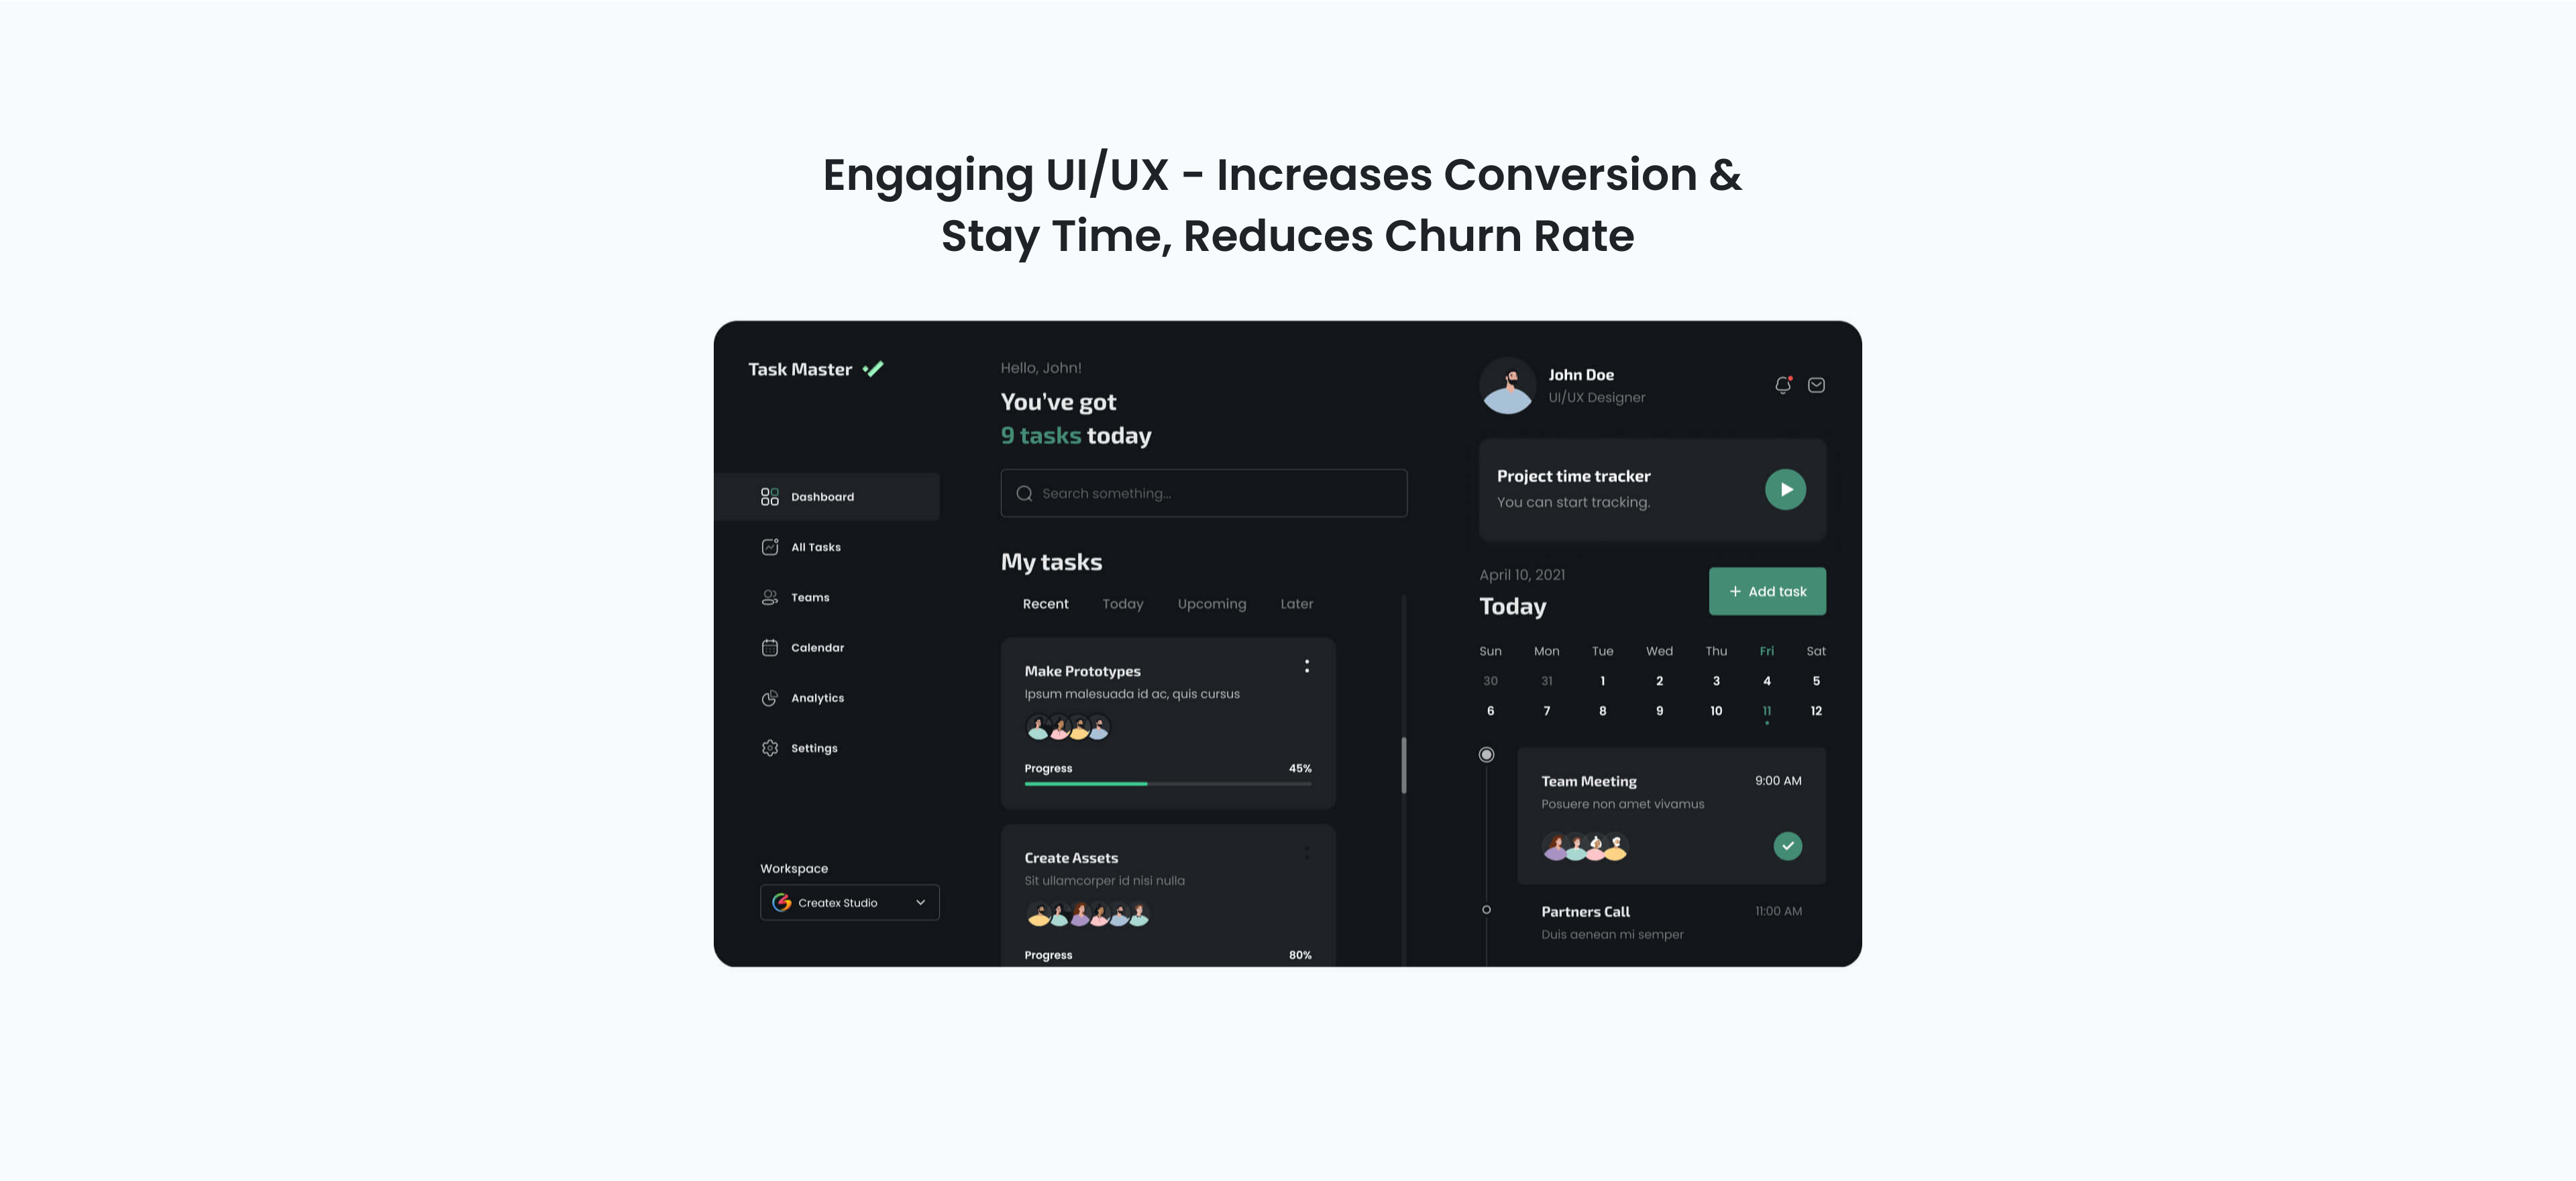 Engaging UI/UX - Increases Conversion &
Stay Time, Reduces Churn Rate
Task Master
Dashboard
All Tasks
Teams
Calendar
Analytics
Settings
Workspace
Createx Studio
Hello, John!
You've got
9 tasks today
Search something...
My tasks
Recent Today Upcoming Later
Make Prototypes
Ipsum malesuada id ac, quis cursus
Progress 45%
Create Assets
Sit ullamcorper id nisi nulla
Progress 80%
John Doe
UI/UX Designer
Project time tracker
You can start tracking.
April 10, 2021
Today
+ Add task
Sun Mon Tue Wed Thu Fri Sat
30 31 1 2 3 4 5
6 7 8 9 10 11 12
Team Meeting 9:00 AM
Posuere non amet vivamus
Partners Call 11:00 AM
Duis aenean mi semper